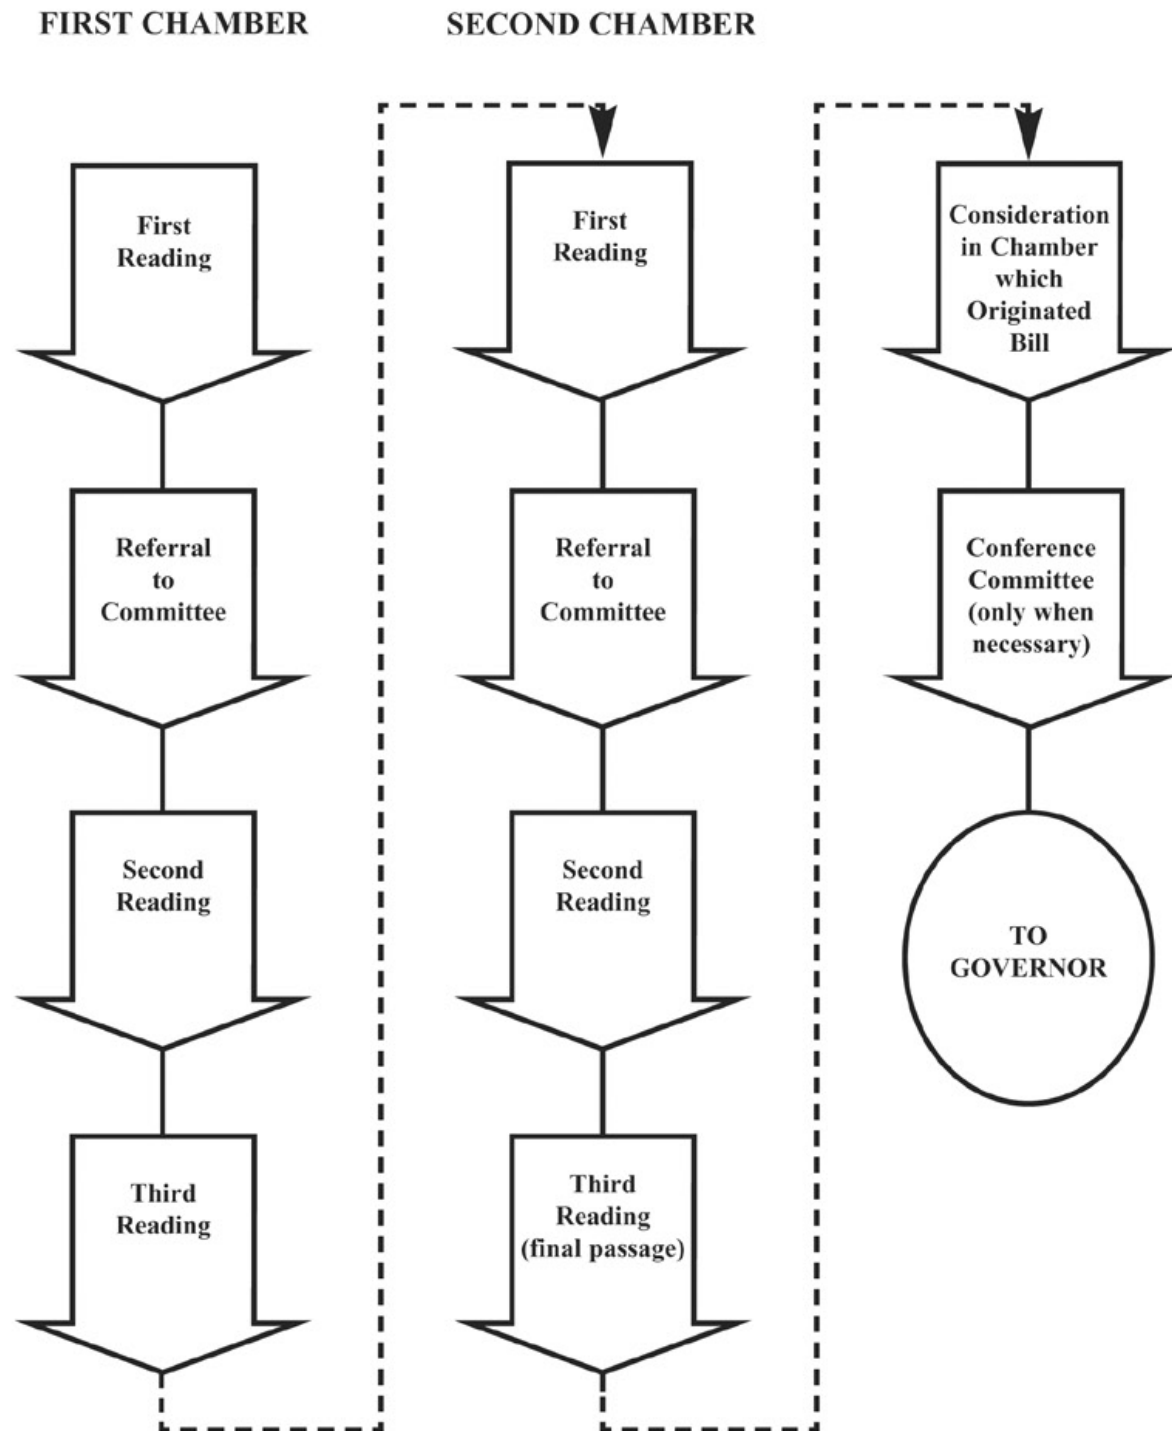 FIRST CHAMBER
SECOND CHAMBER
First
Reading
Referral
to
Committee
Second
Reading
Third
Reading
First
Reading
Referral
to
Committee
Second
Reading
Third
Reading
(final passage)
Consideration
in Chamber
which
Originated
Bill
Conference
Committee
(only when
necessary)
TO
GOVERNOR